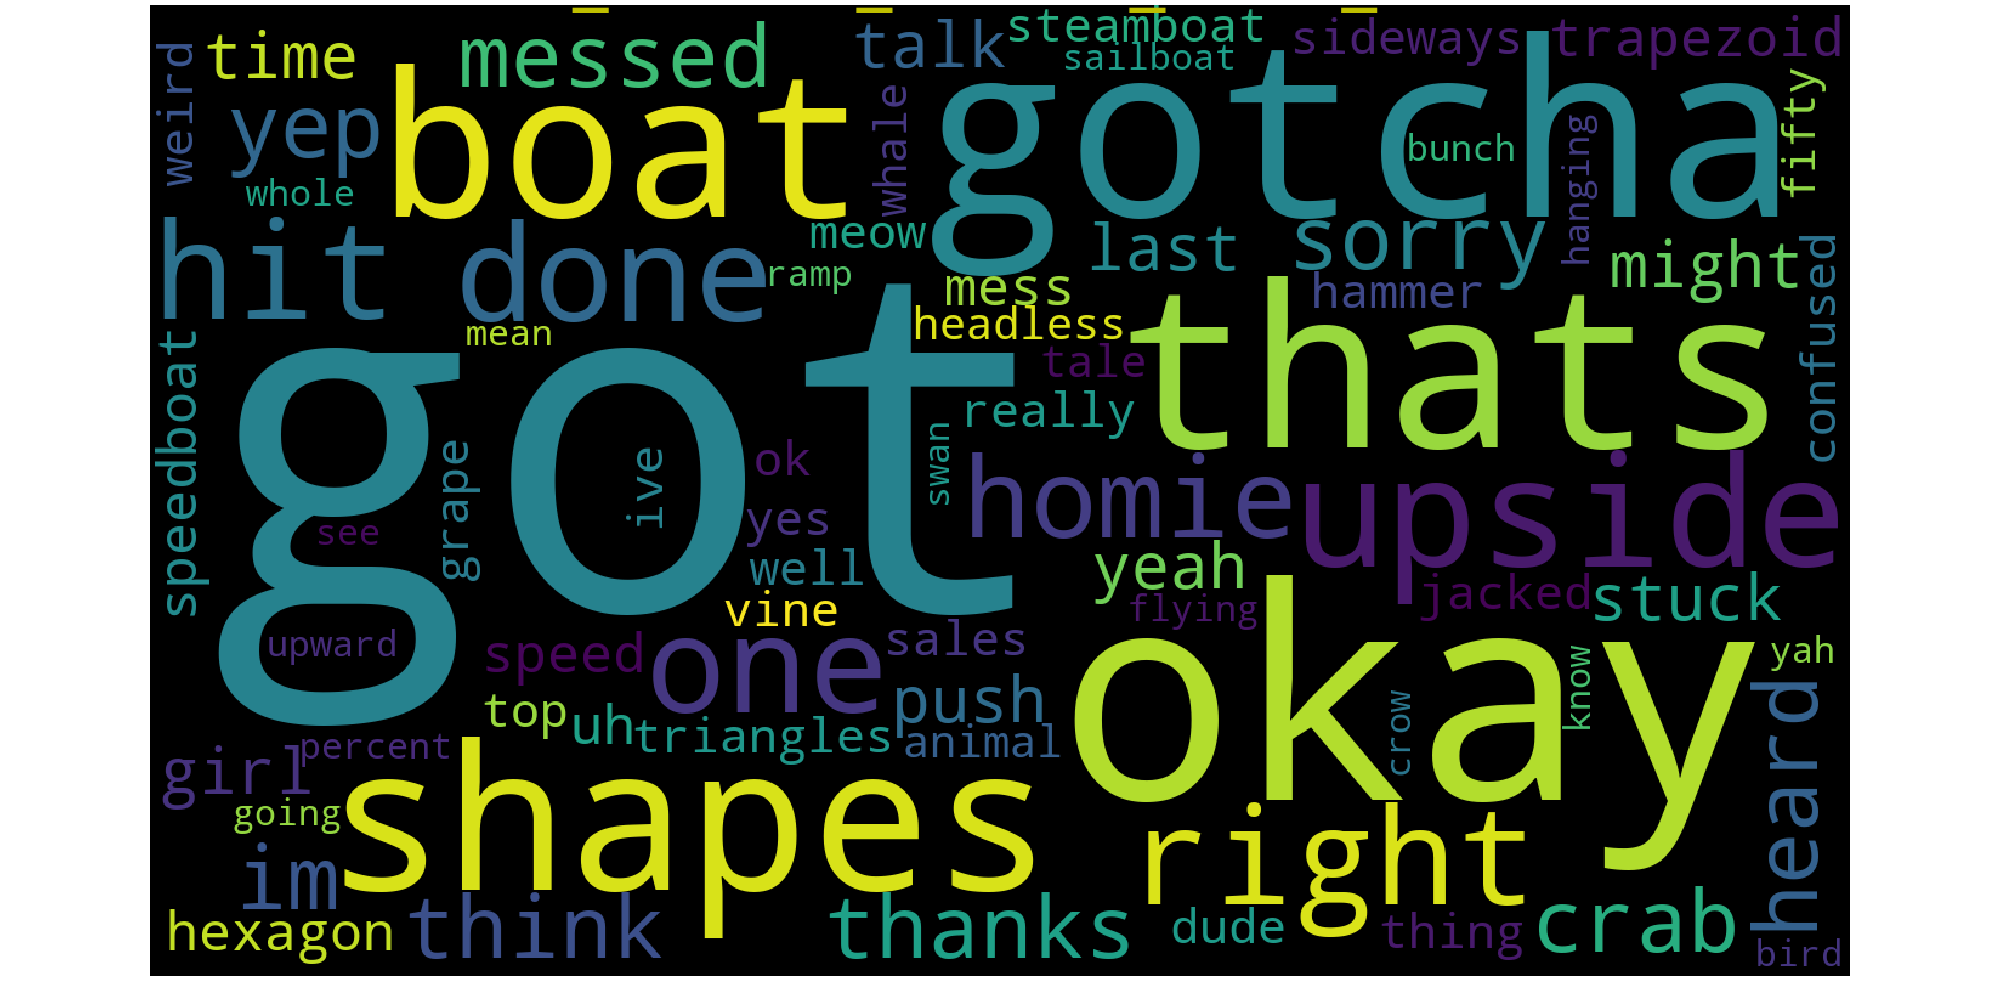 time
messed
talk
steamboat
sailboat
sideways
trapezoid
weird
yep
boat
whale
gotcha
bunch
hanging
fifty
whole
hit
done
meow
ramp
last
sorry
might
mess
hammer
confused
mean
headless
tale
thats
speedboat
got
really
grape
ive
ok
swan
homie
upside
see
yes
well
yeah
jacked
stuck
vine
flying
upward
speed
one
sales
okay
know
yah
top
uh
triangles
push
animal
crow
heard
girl
percent
shapes
going
right
im
hexagon
think
thanks
dude
thing
crab
bird